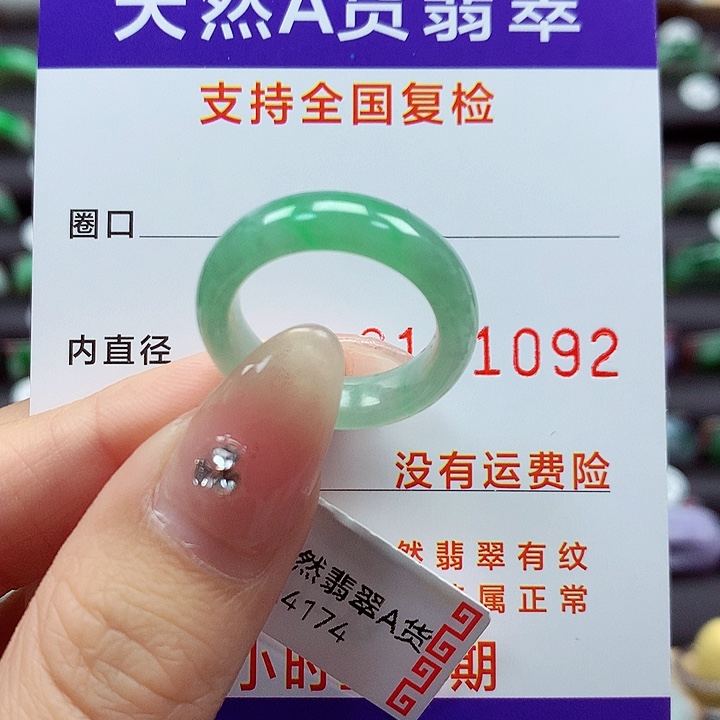 天然A货翡翠
支持全国复检
圈口
内直径
1092
没有运费险
然翡翠有纹
属正常
然翡翠A货
4174
小时
期